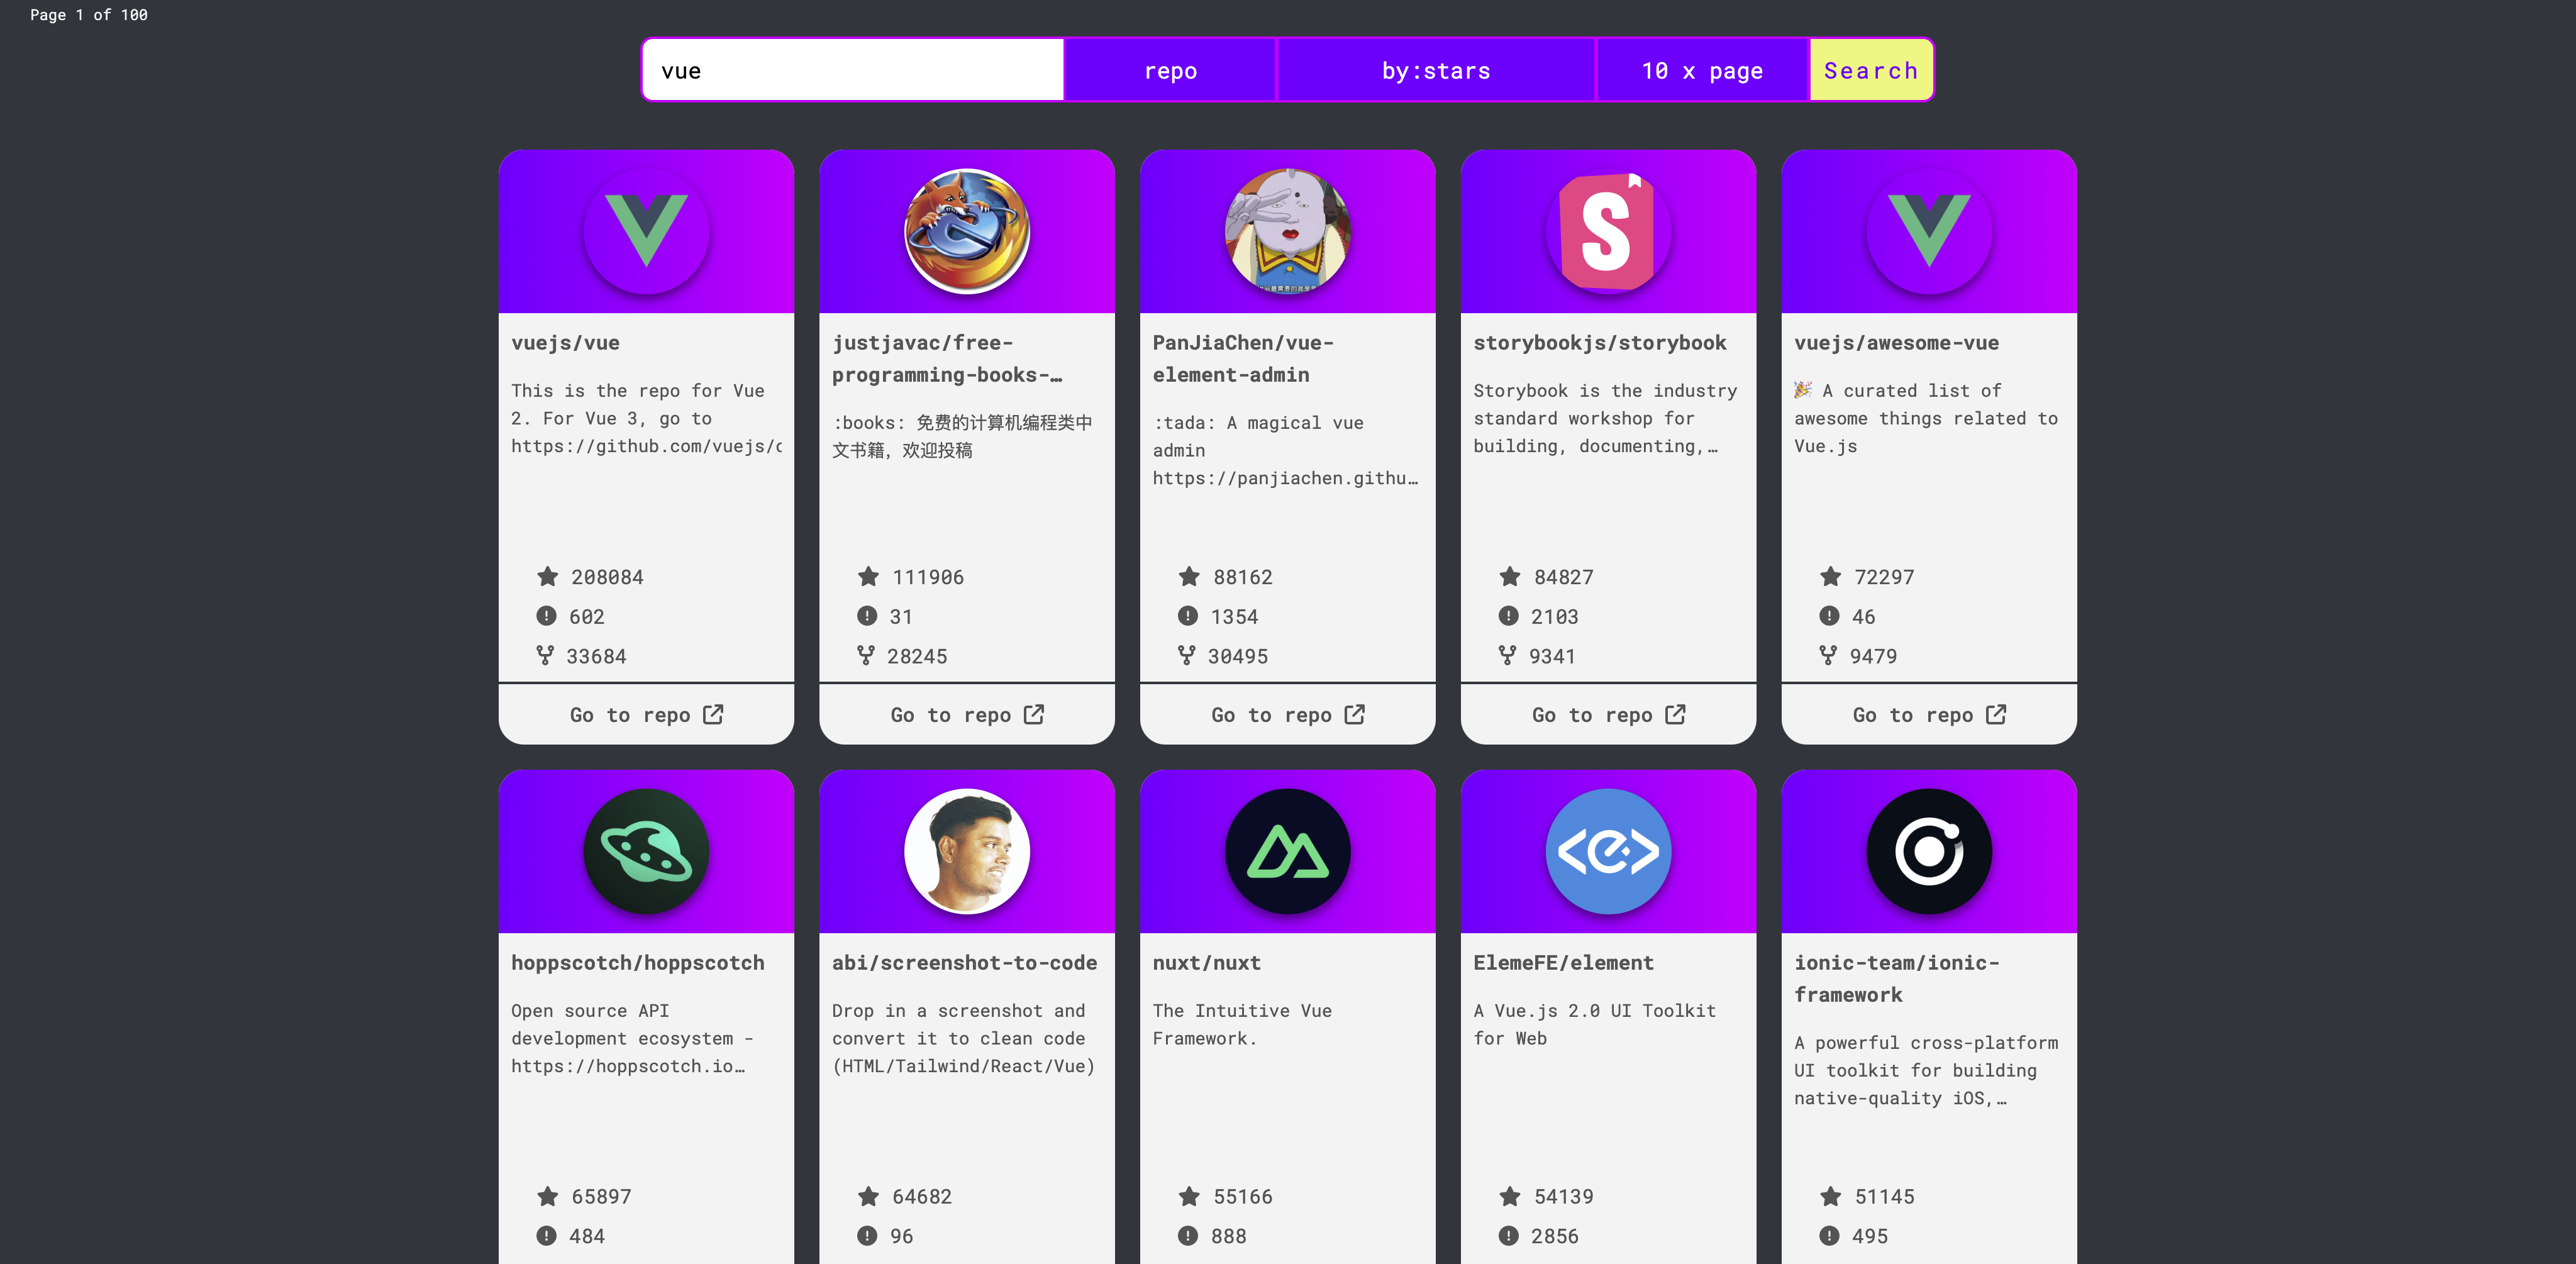 Page 1 of 100
vue
repo
by:stars
10 x page
Search
vuejs/vue
This is the repo for Vue
2. For Vue 3, go to
https://github.com/vuejs/c
208084
602
33684
Go to repo
justjavac/free-
programming-books-…
:books: 免费的计算机编程类中
文书籍，欢迎投稿
111906
31
28245
Go to repo
PanJiaChen/vue-
element-admin
:tada: A magical vue
admin
https://panjiachen.githu…
88162
1354
30495
Go to repo
S
storybookjs/storybook
Storybook is the industry
standard workshop for
building, documenting,…
84827
2103
9341
Go to repo
vuejs/awesome-vue
🎉 A curated list of
awesome things related to
Vue.js
72297
46
9479
Go to repo
hoppscotch/hoppscotch
Open source API
development ecosystem -
https://hoppscotch.io…
65897
484
abi/screenshot-to-code
Drop in a screenshot and
convert it to clean code
(HTML/Tailwind/React/Vue)
64682
96
nuxt/nuxt
The Intuitive Vue
Framework.
55166
888
<e>
ElemeFE/element
A Vue.js 2.0 UI Toolkit
for Web
54139
2856
ionic-team/ionic-
framework
A powerful cross-platform
UI toolkit for building
native-quality iOS,…
51145
495